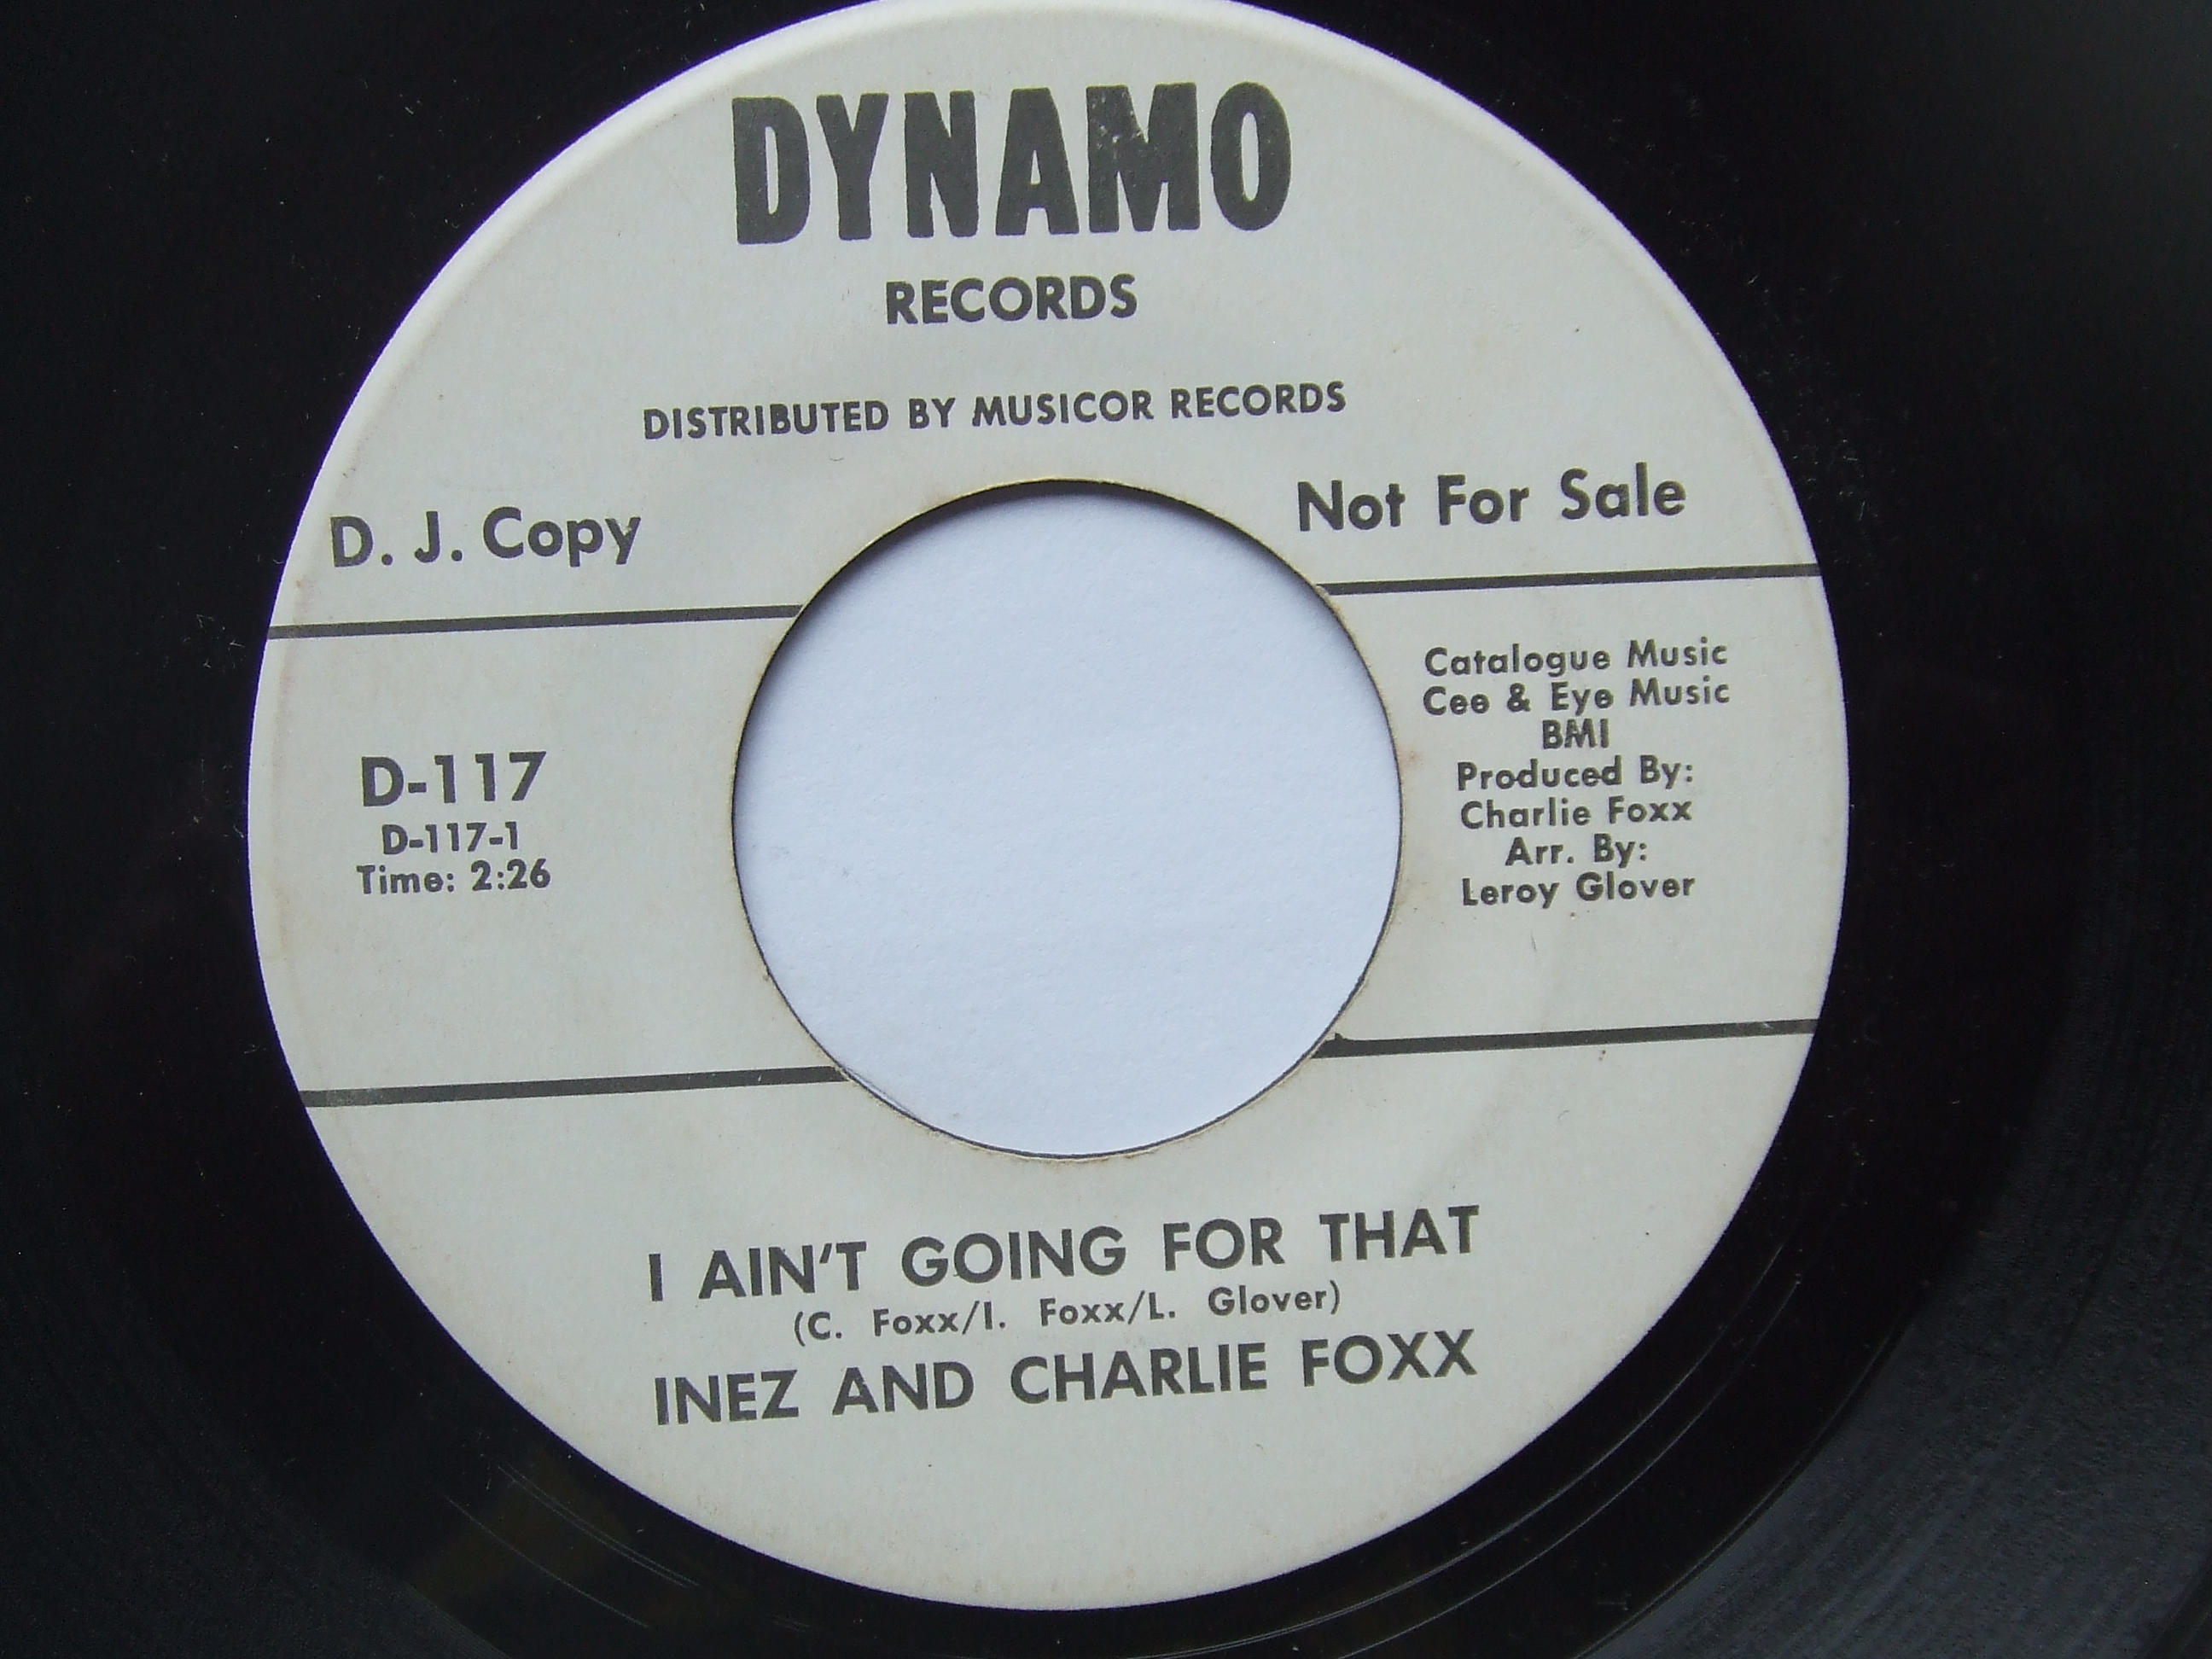 DYNAMO
RECORDS
DISTRIBUTED BY MUSICOR RECORDS
D. J. Copy
Not For Sale
D-117
D-117-1
Time: 2:26
Catalogue Music
Cee & Eye Music
BMI
Produced By:
Charlie Foxx
Arr. By:
Leroy Glover
I AIN'T GOING FOR THAT
(C. Foxx/I. Foxx/L. Glover)
INEZ AND CHARLIE FOXX